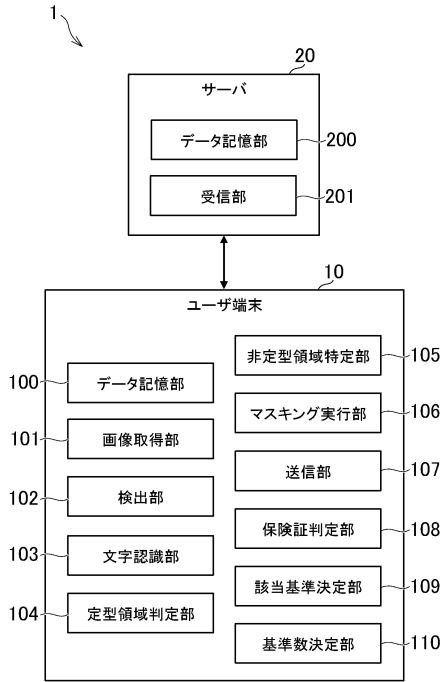 1
20
サーバ
データ記憶部
200
受信部
201
10
ユーザ端末
100
データ記憶部
101
画像取得部
102
検出部
103
文字認識部
104
定型領域判定部
非定型領域特定部
105
マスキング実行部
106
送信部
107
保険証判定部
108
該当基準決定部
109
基準数決定部
110